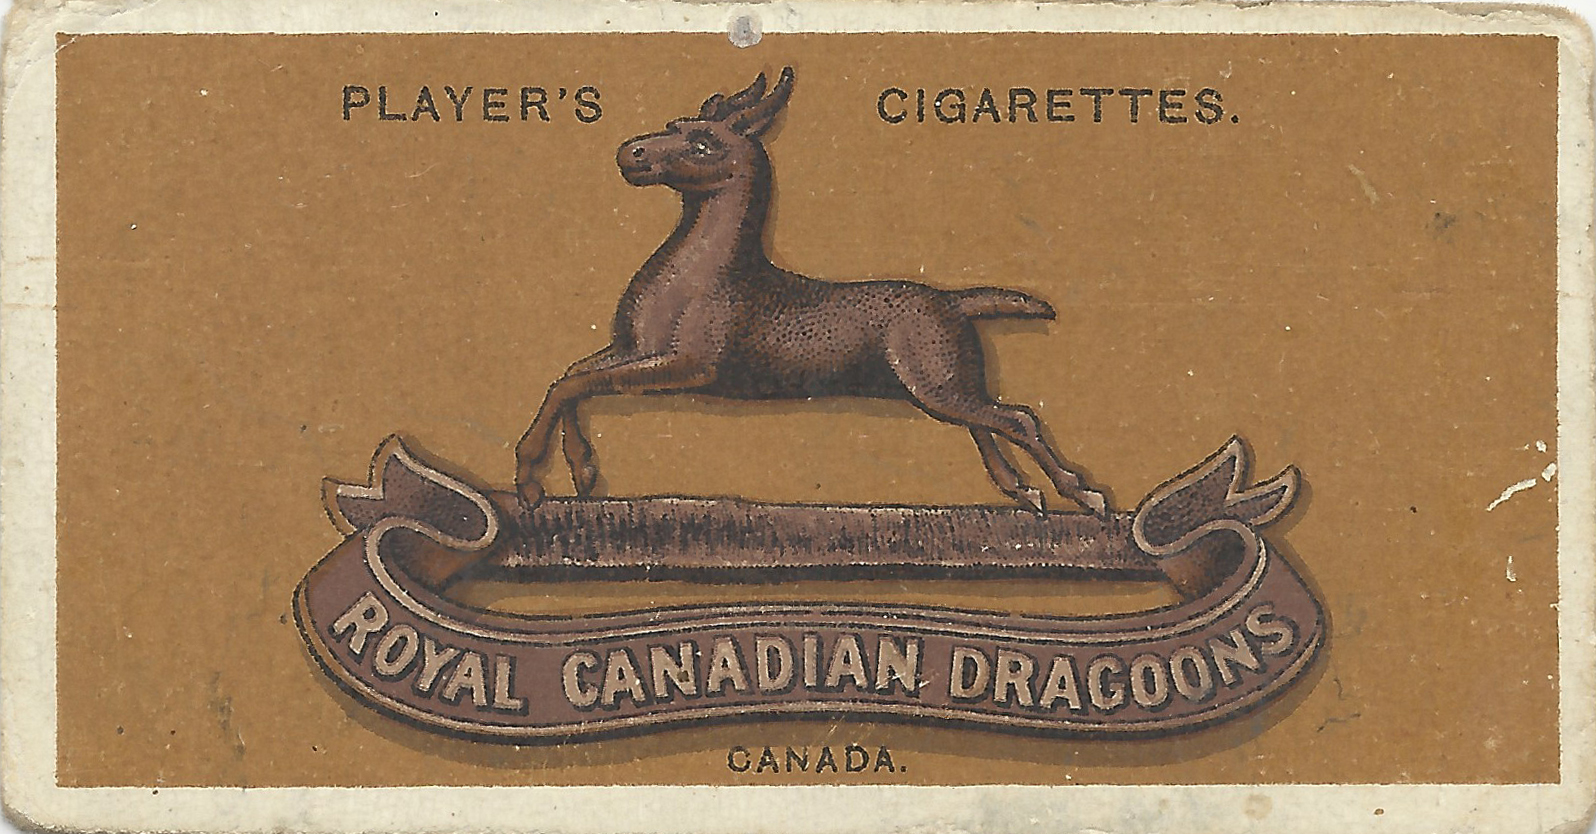 PLAYER'S CIGARETTES.
ROYAL CANADIAN DRAGOONS
CANADA.